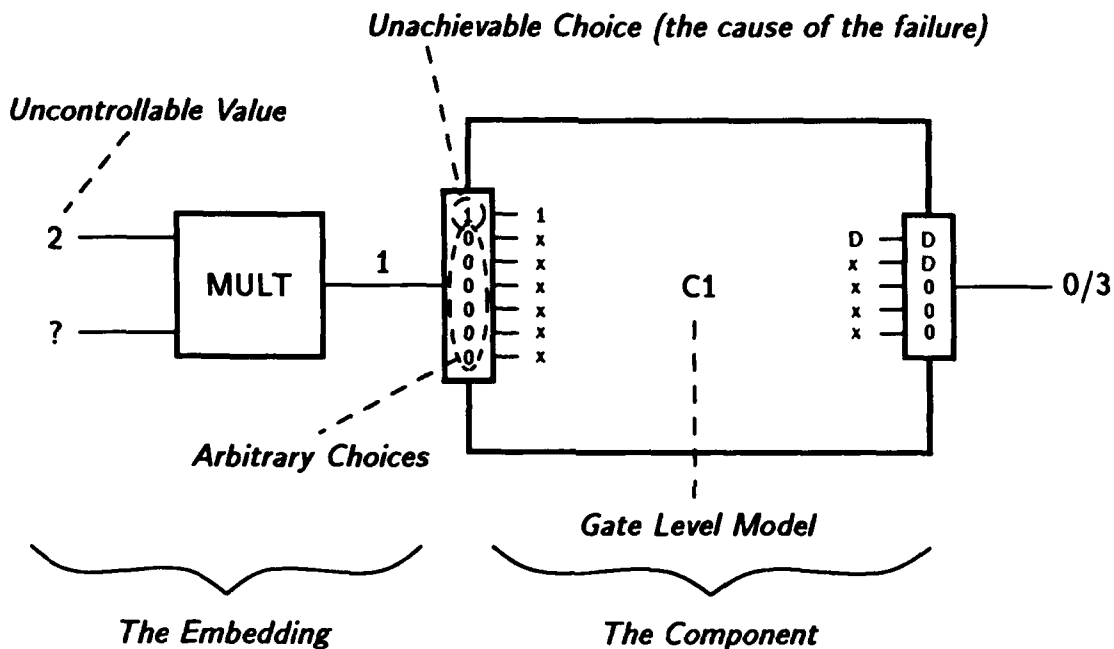 Unachievable Choice (the cause of the failure)
Uncontrollable Value
2
?
MULT
1
1 1
0 x
0 x
0 x
0 x
0 x
0 x
C1
D D
x D
x 0
x 0
x 0
0/3
Arbitrary Choices
Gate Level Model
The Embedding
The Component